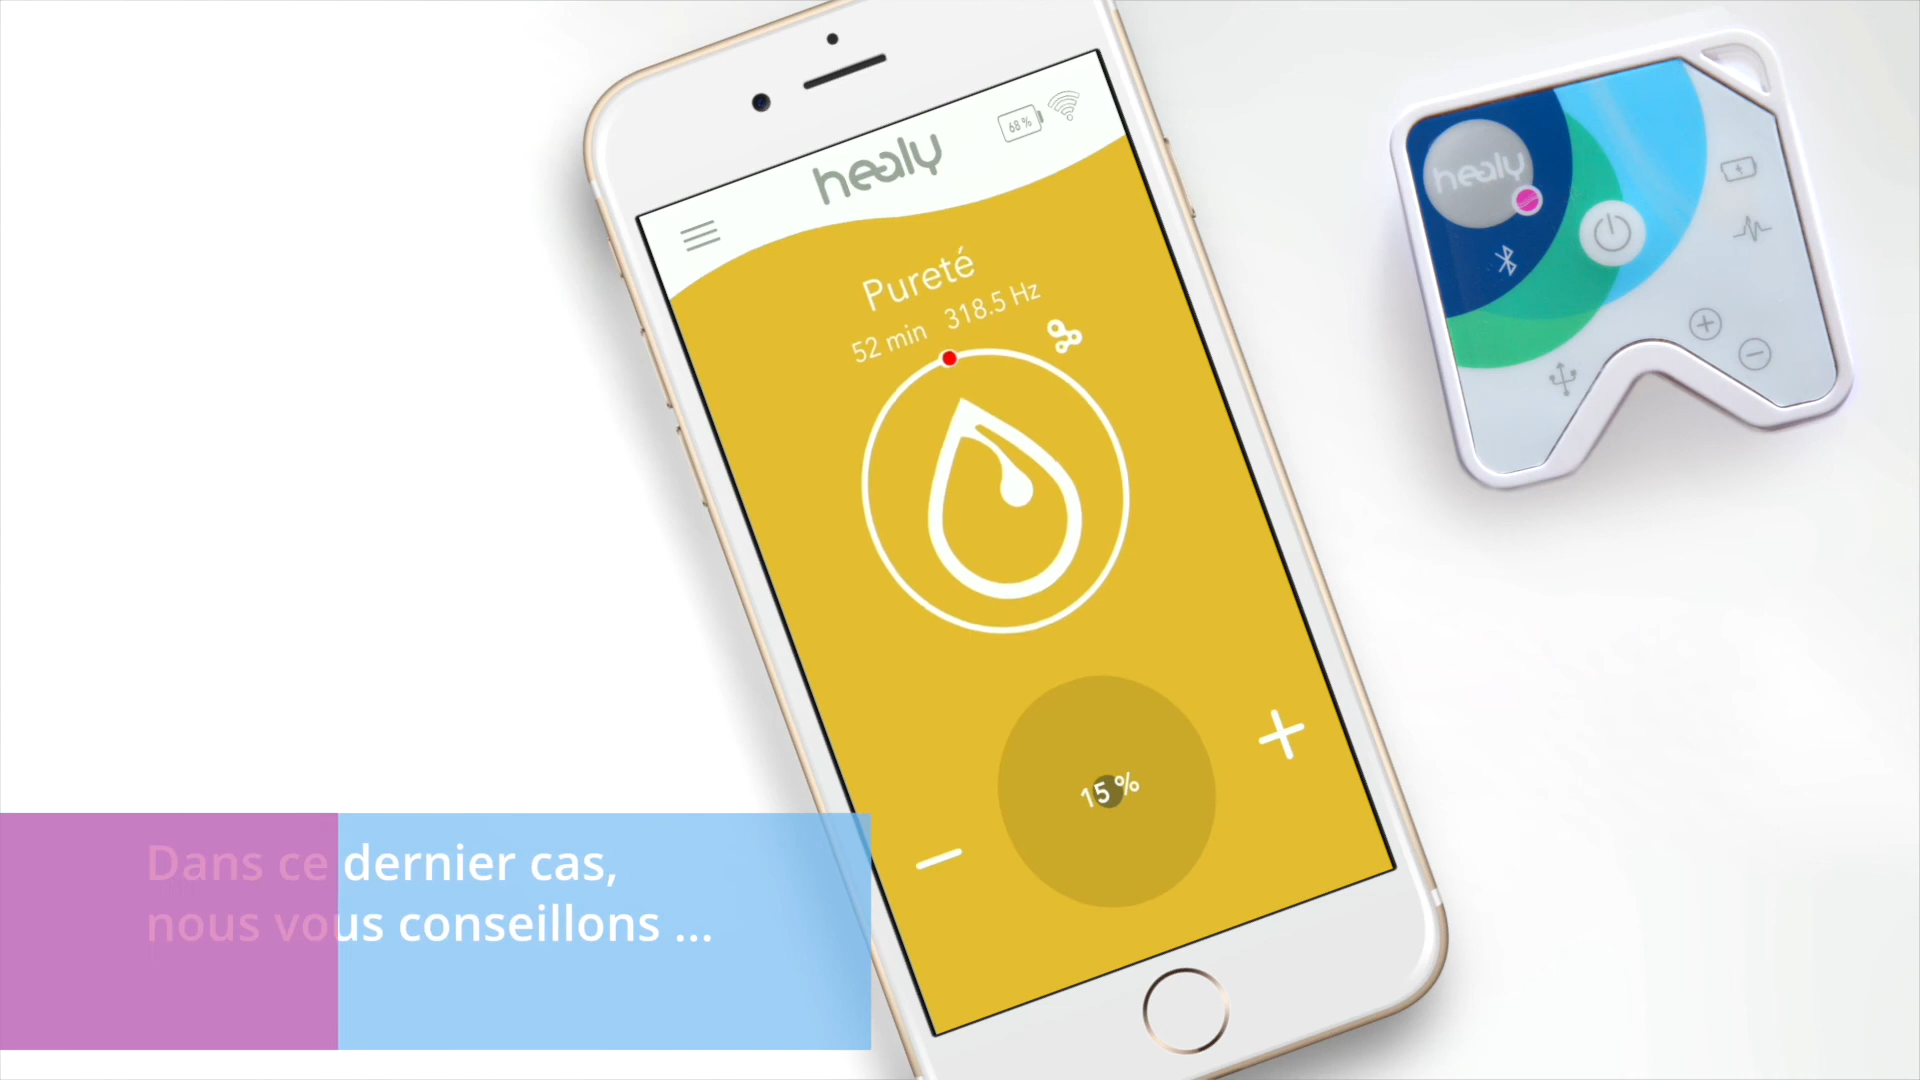 68 %
healy
Pureté
52 min 318.5 Hz
15 %
healy
Dans ce dernier cas,
nous vous conseillons ...